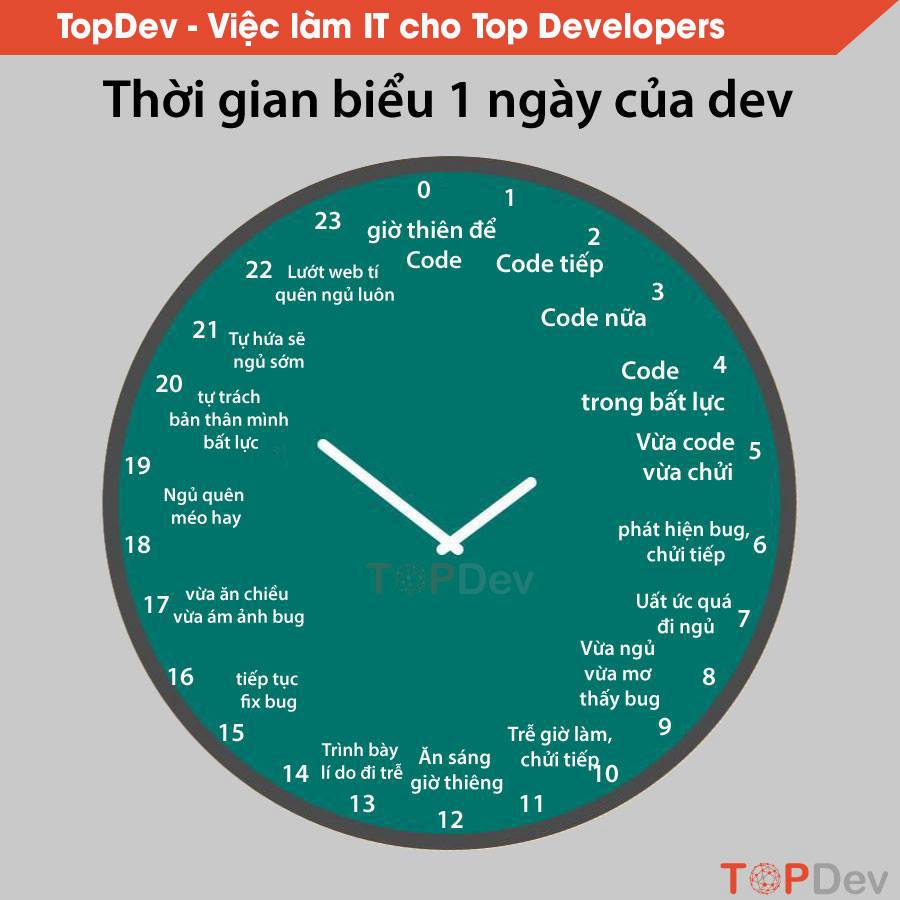 TopDev - Việc làm IT cho Top Developers
Thời gian biểu 1 ngày của dev
0
giờ thiên để
Code
1
Code tiếp
2
Code nữa
3
Code
trong bất lực
4
Vừa code
vừa chửi
5
phát hiện bug,
chửi tiếp
6
Uất ức quá
đi ngủ
7
Vừa ngủ
vừa mơ
thấy bug
8
9
Trễ giờ làm,
chửi tiếp
10
11
Ăn sáng
giờ thiêng
12
Trình bày
lí do đi trễ
13
14
15
tiếp tục
fix bug
16
vừa ăn chiều
vừa ám ảnh bug
17
18
Ngủ quên
méo hay
19
tự trách
bản thân mình
bất lực
20
Tự hứa sẽ
ngủ sớm
21
Lướt web tí
quên ngủ luôn
22
23
TOPDev
TOPDev